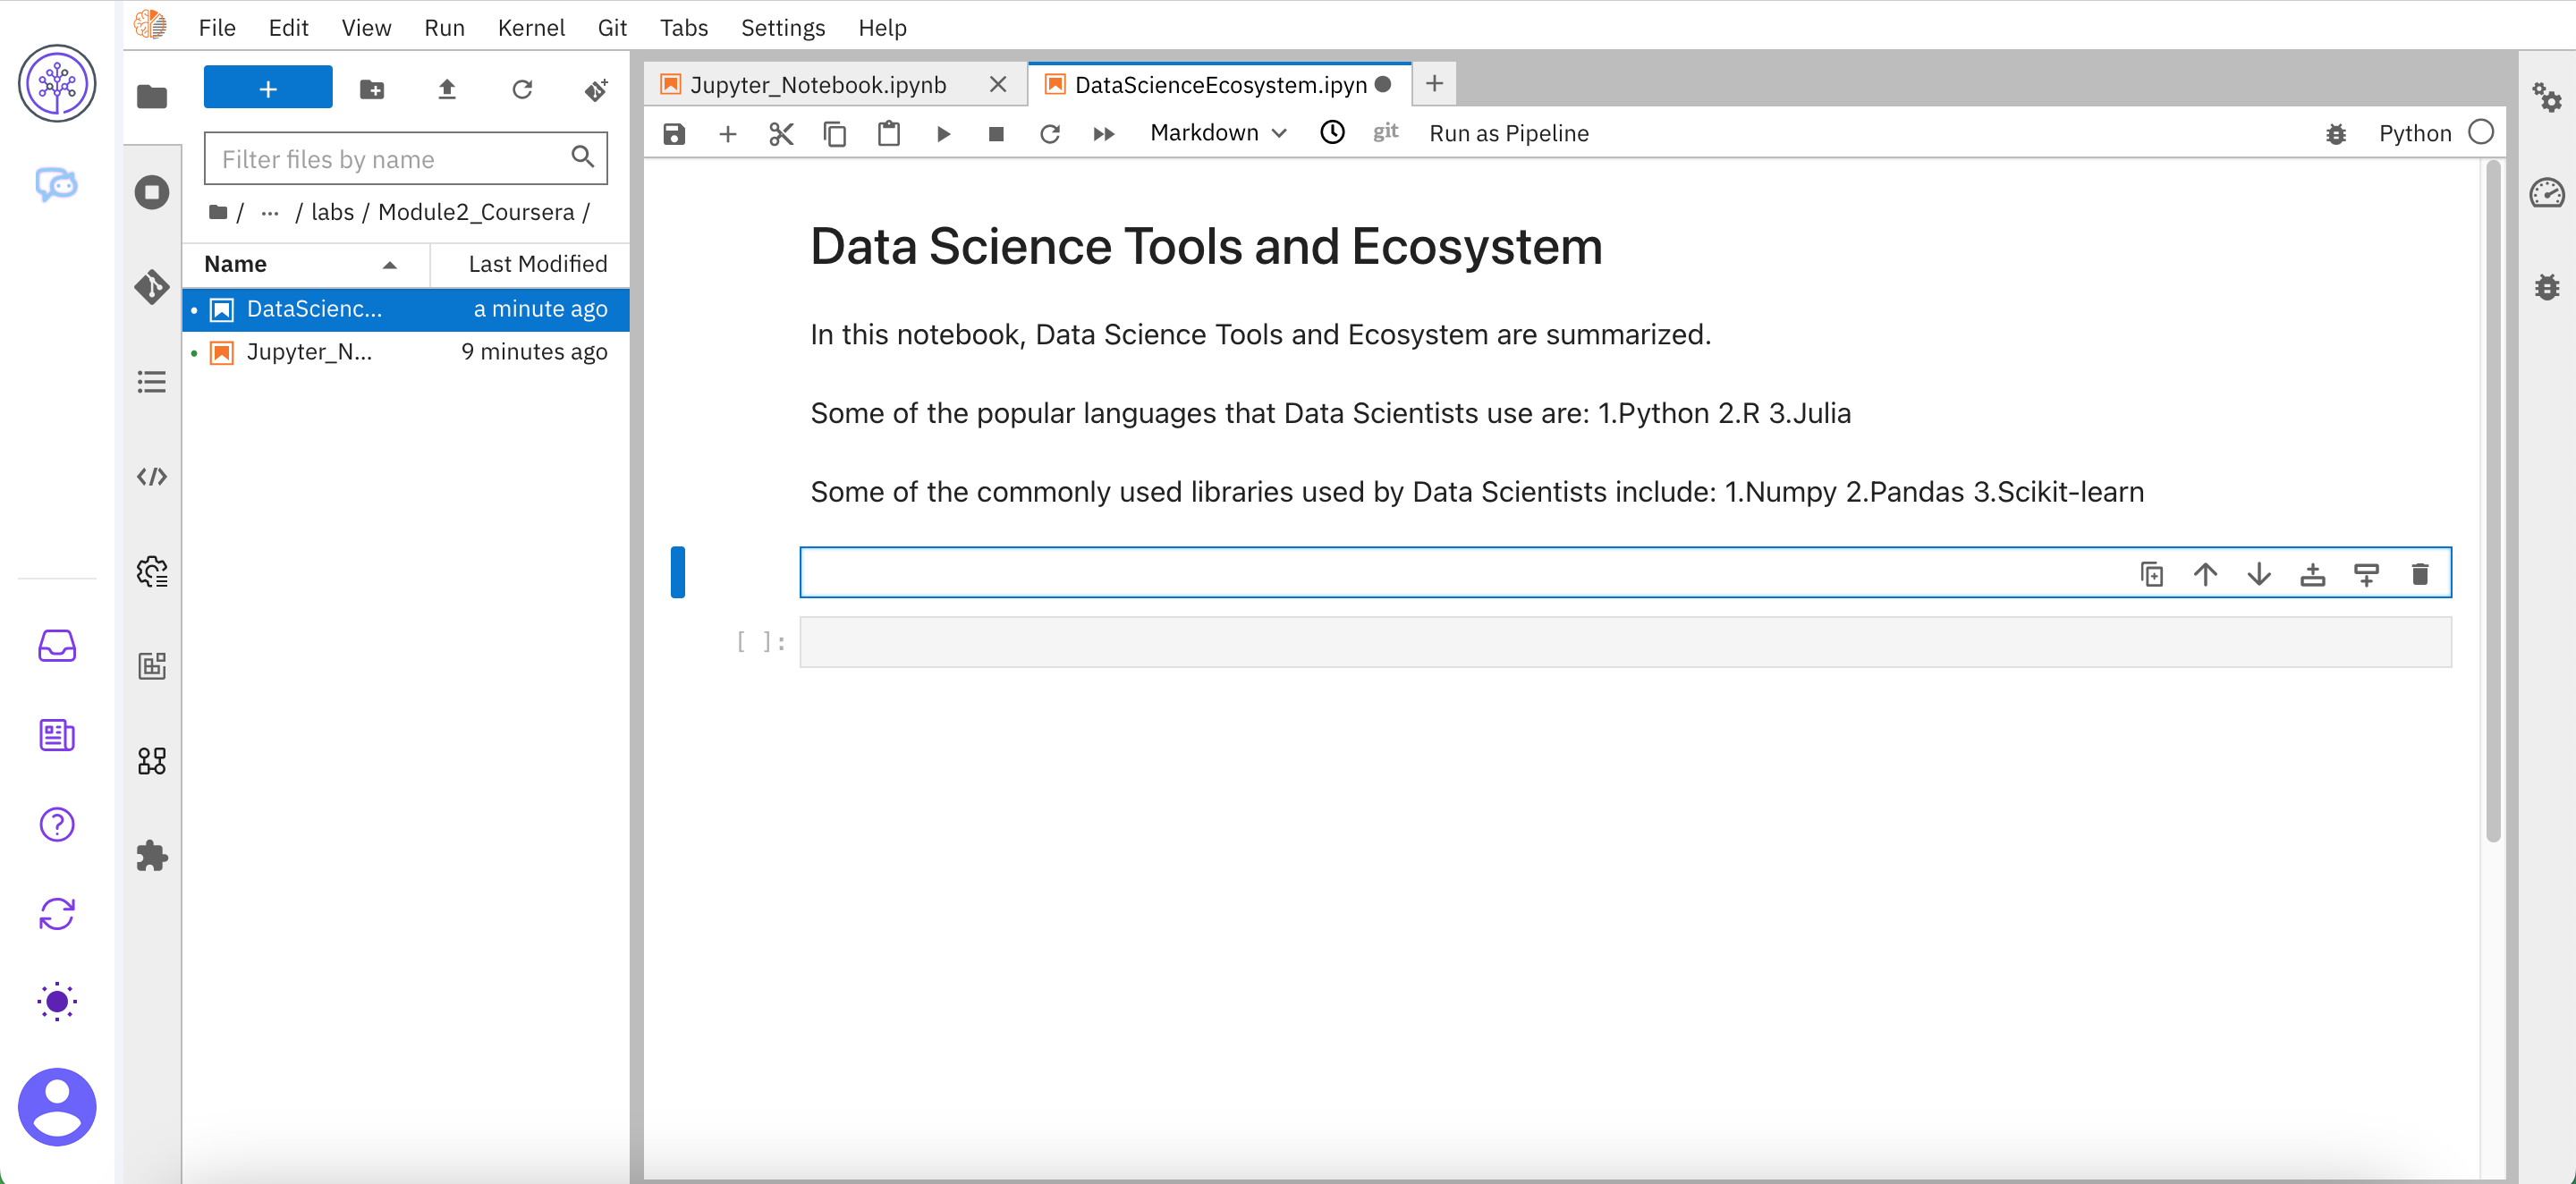 File Edit View Run Kernel Git Tabs Settings Help
+
Filter files by name
/ ... / labs / Module2_Coursera /
Name Last Modified
DataScienc... a minute ago
Jupyter_N... 9 minutes ago
Jupyter_Notebook.ipynb DataScienceEcosystem.ipyn
Markdown git Run as Pipeline Python
Data Science Tools and Ecosystem
In this notebook, Data Science Tools and Ecosystem are summarized.
Some of the popular languages that Data Scientists use are: 1.Python 2.R 3.Julia
Some of the commonly used libraries used by Data Scientists include: 1.Numpy 2.Pandas 3.Scikit-learn
[ ]: